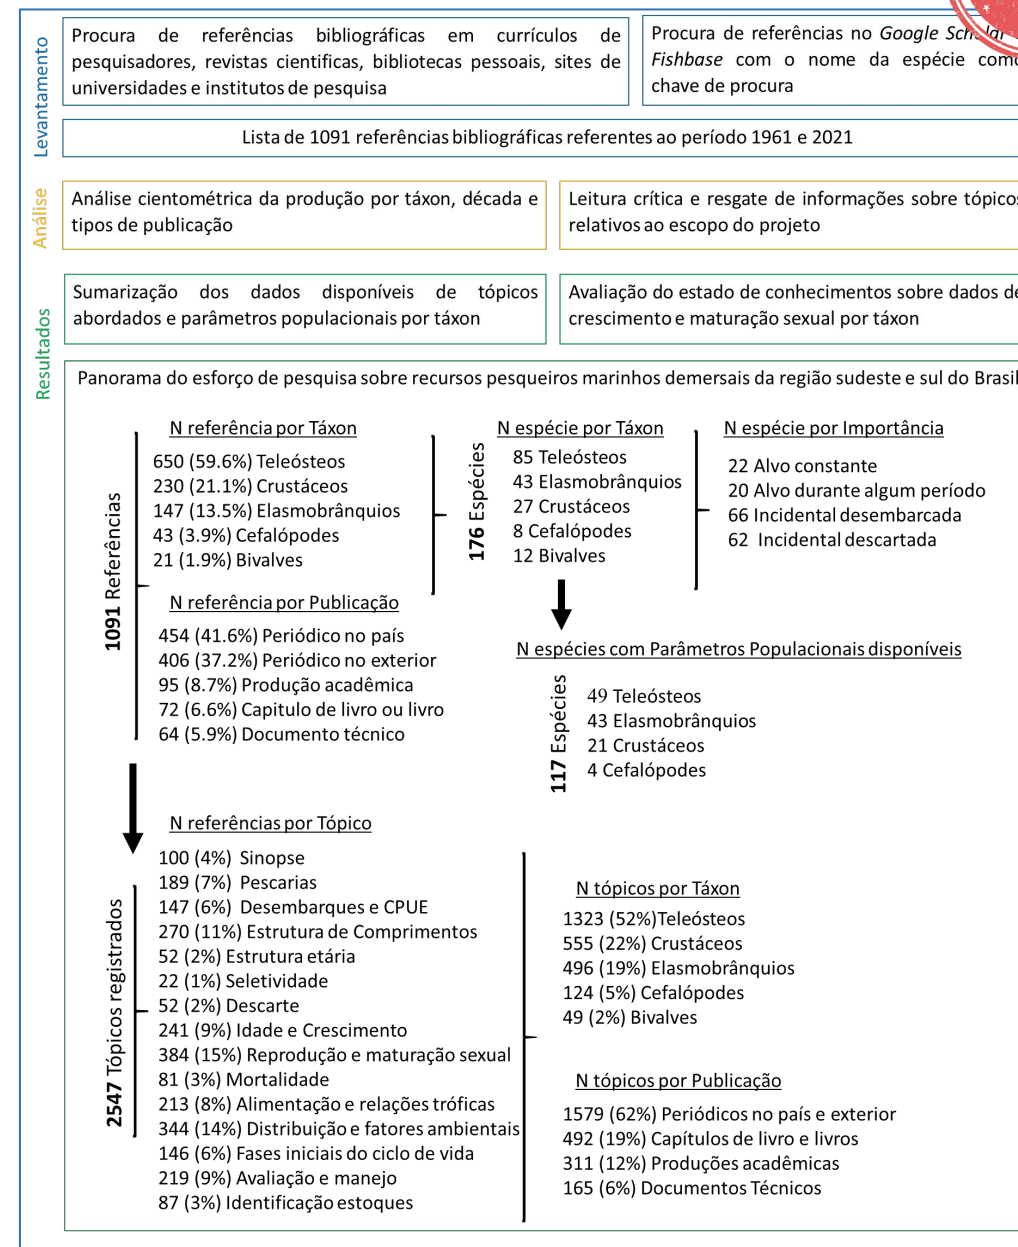 Levantamento
Procura de referências bibliográficas em currículos de
pesquisadores, revistas cientificas, bibliotecas pessoais, sites de
universidades e institutos de pesquisa
Procura de referências no Google Scholar
Fishbase com o nome da espécie como
chave de procura
Lista de 1091 referências bibliográficas referentes ao período 1961 e 2021
Análise
Análise cientométrica da produção por táxon, década e
tipos de publicação
Leitura crítica e resgate de informações sobre tópicos
relativos ao escopo do projeto
Resultados
Sumarização dos dados disponíveis de tópicos
abordados e parâmetros populacionais por táxon
Avaliação do estado de conhecimentos sobre dados de
crescimento e maturação sexual por táxon
Panorama do esforço de pesquisa sobre recursos pesqueiros marinhos demersais da região sudeste e sul do Brasil
1091 Referências
N referência por Táxon
650 (59.6%) Teleósteos
230 (21.1%) Crustáceos
147 (13.5%) Elasmobrânquios
43 (3.9%) Cefalópodes
21 (1.9%) Bivalves
N referência por Publicação
454 (41.6%) Periódico no país
406 (37.2%) Periódico no exterior
95 (8.7%) Produção acadêmica
72 (6.6%) Capitulo de livro ou livro
64 (5.9%) Documento técnico
176 Espécies
N espécie por Táxon
85 Teleósteos
43 Elasmobrânquios
27 Crustáceos
8 Cefalópodes
12 Bivalves
N espécie por Importância
22 Alvo constante
20 Alvo durante algum período
66 Incidental desembarcada
62 Incidental descartada
N espécies com Parâmetros Populacionais disponíveis
117 Espécies
49 Teleósteos
43 Elasmobrânquios
21 Crustáceos
4 Cefalópodes
2547 Tópicos registrados
N referências por Tópico
100 (4%) Sinopse
189 (7%) Pescarias
147 (6%) Desembarques e CPUE
270 (11%) Estrutura de Comprimentos
52 (2%) Estrutura etária
22 (1%) Seletividade
52 (2%) Descarte
241 (9%) Idade e Crescimento
384 (15%) Reprodução e maturação sexual
81 (3%) Mortalidade
213 (8%) Alimentação e relações tróficas
344 (14%) Distribuição e fatores ambientais
146 (6%) Fases iniciais do ciclo de vida
219 (9%) Avaliação e manejo
87 (3%) Identificação estoques
N tópicos por Táxon
1323 (52%)Teleósteos
555 (22%) Crustáceos
496 (19%) Elasmobrânquios
124 (5%) Cefalópodes
49 (2%) Bivalves
N tópicos por Publicação
1579 (62%) Periódicos no país e exterior
492 (19%) Capítulos de livro e livros
311 (12%) Produções acadêmicas
165 (6%) Documentos Técnicos